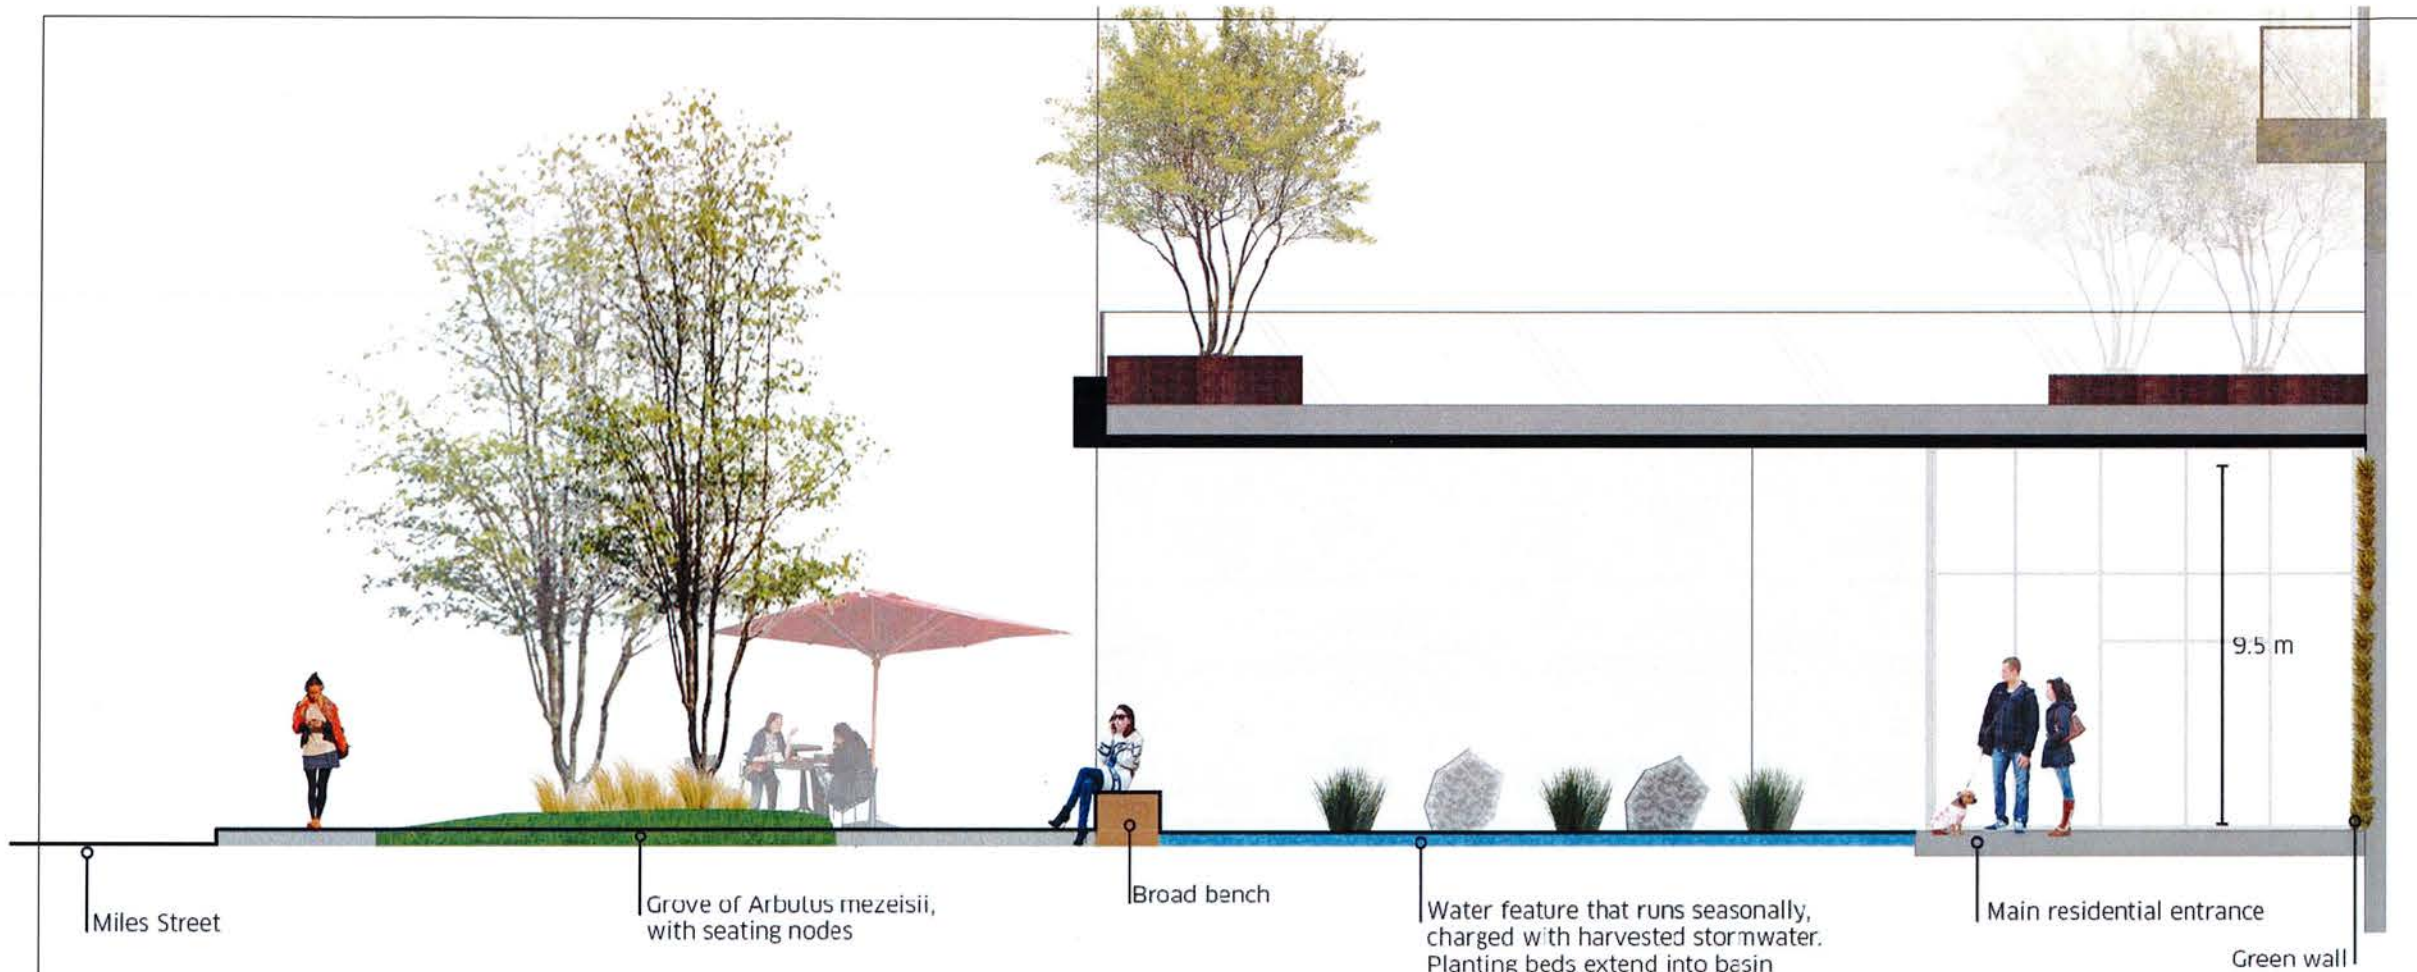 9.5 m
Miles Street
Grove of Arbutus mezeisii,
with seating nodes
Broad bench
Water feature that runs seasonally,
charged with harvested stormwater.
Planting beds extend into basin
Main residential entrance
Green wall